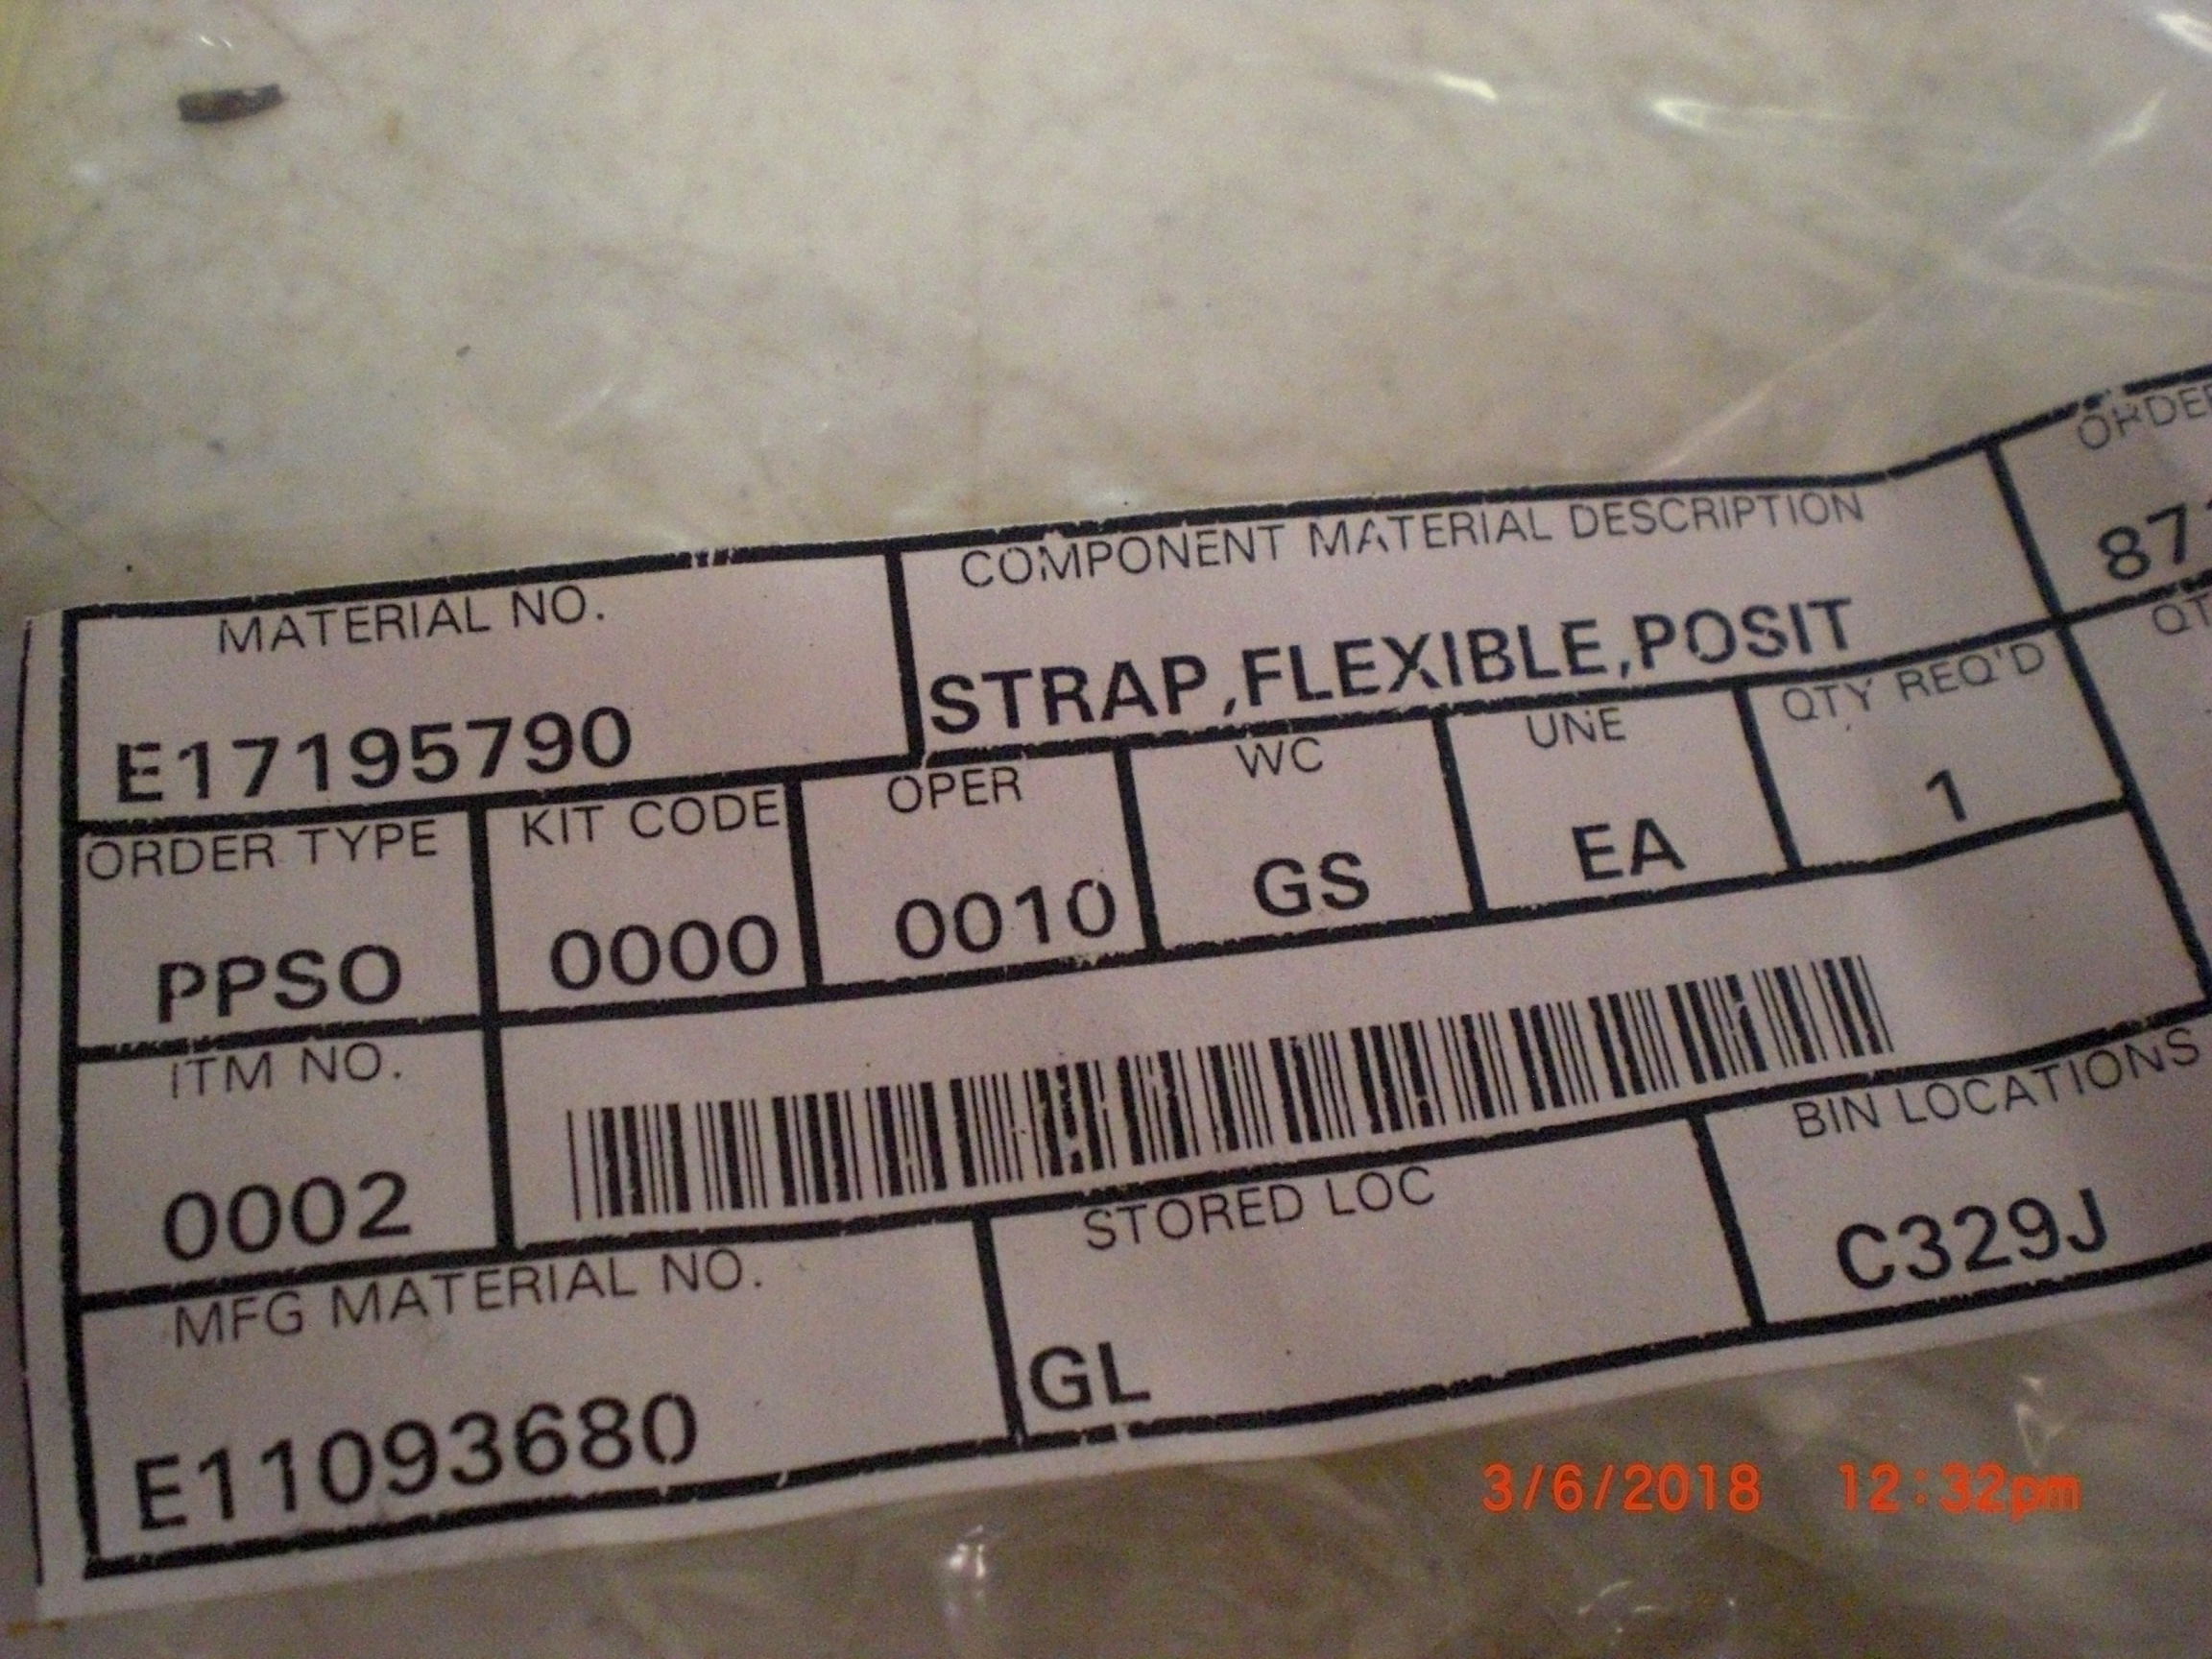 MATERIAL NO.
E17195790
COMPONENT MATERIAL DESCRIPTION
STRAP,FLEXIBLE,POSIT
ORDER TYPE
PPSO
KIT CODE
0000
OPER
0010
WC
GS
UNE
EA
QTY REQ'D
1
ITM NO.
0002
MFG MATERIAL NO.
E11093680
STORED LOC
GL
BIN LOCATIONS
C329J
3/6/2018 12:32pm